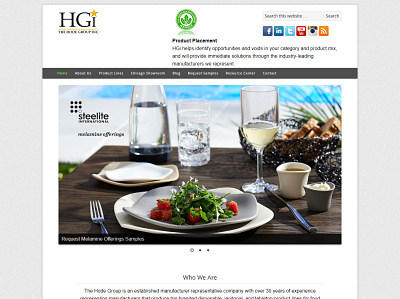 HGi
THE HODE GROUP INC.
Search this website …
Search
Product Placement
HGi helps identify opportunities and voids in your category and product mix,
and will provide immediate solutions through the industry-leading
manufacturers we represent.
Home
About Us
Product Lines
Chicago Showroom
Blog
Request Samples
Resource Center
Contact
steelite
INTERNATIONAL
melamine offerings
Request Melamine Offerings Samples
Who We Are
The Hode Group is an established manufacturer representative company with over 30 years of experience
representing manufacturers that produce top branded disposable, janitorial, and tabletop product lines for food